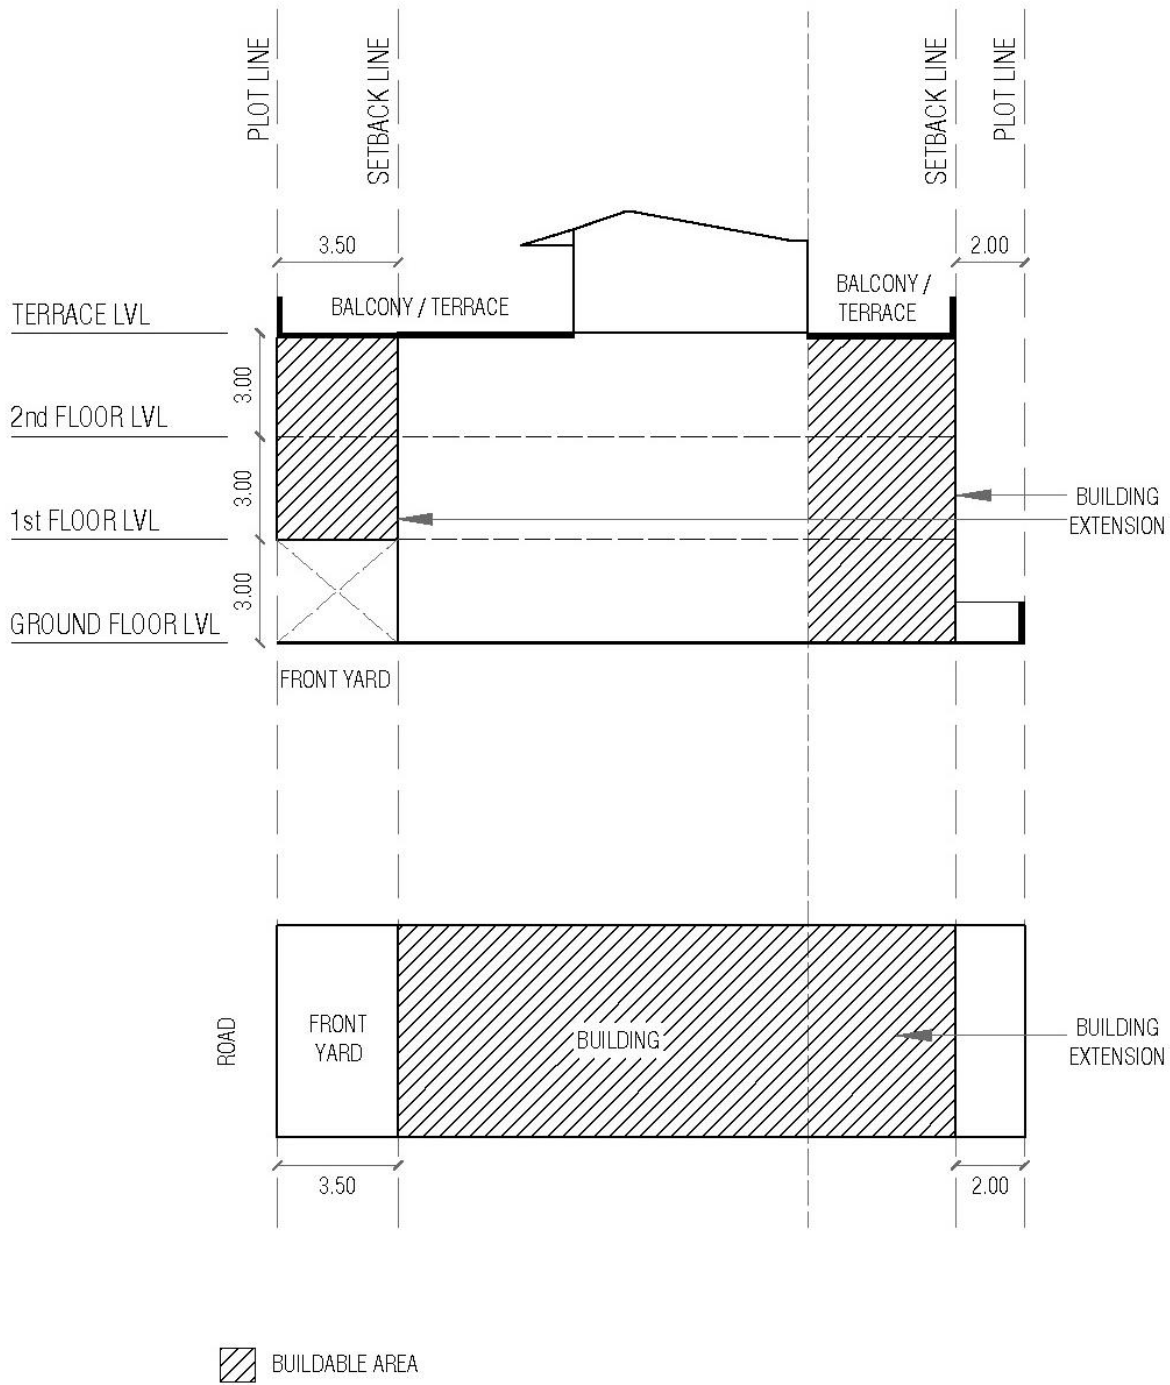 PLOT LINE
SETBACK LINE
SETBACK LINE
PLOT LINE
3.50
2.00
BALCONY / TERRACE
BALCONY /
TERRACE
TERRACE LVL
3.00
2nd FLOOR LVL
3.00
BUILDING
EXTENSION
1st FLOOR LVL
3.00
GROUND FLOOR LVL
FRONT YARD
ROAD
FRONT
YARD
BUILDING
BUILDING
EXTENSION
3.50
2.00
BUILDABLE AREA